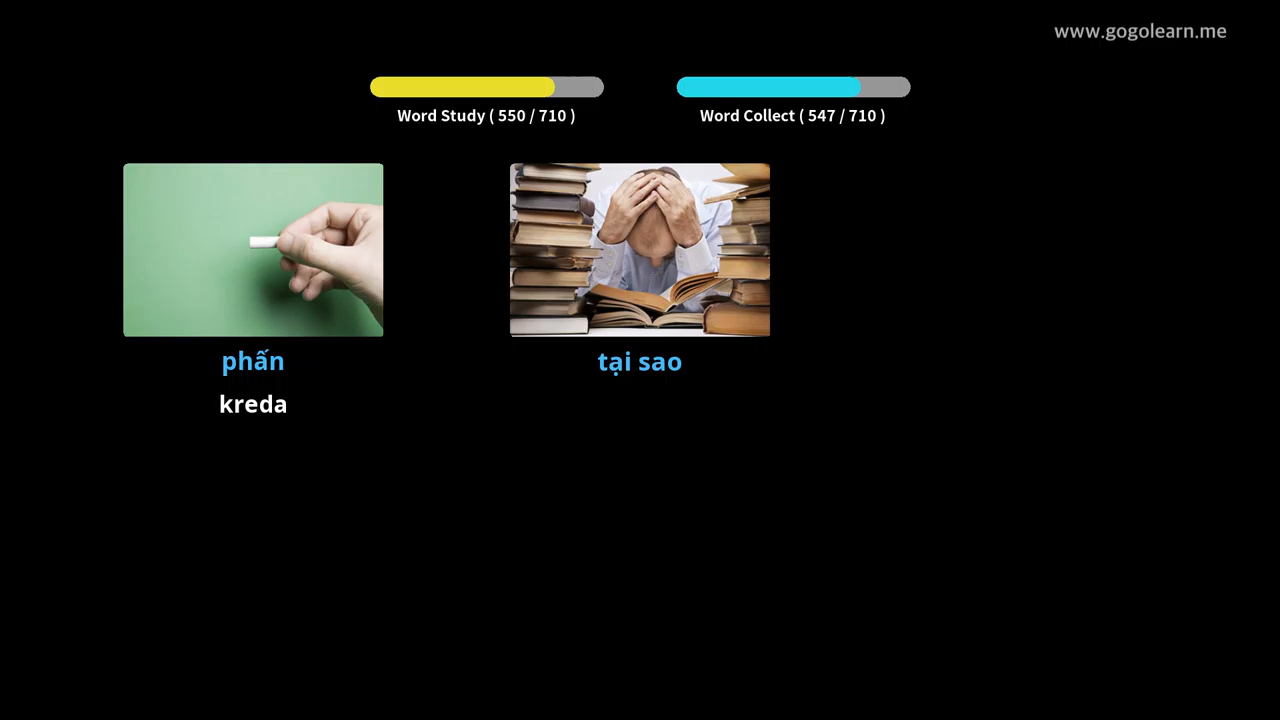 www.gogolearn.me
Word Study ( 550 / 710 )
Word Collect ( 547 / 710 )
phấn
tại sao
kreda